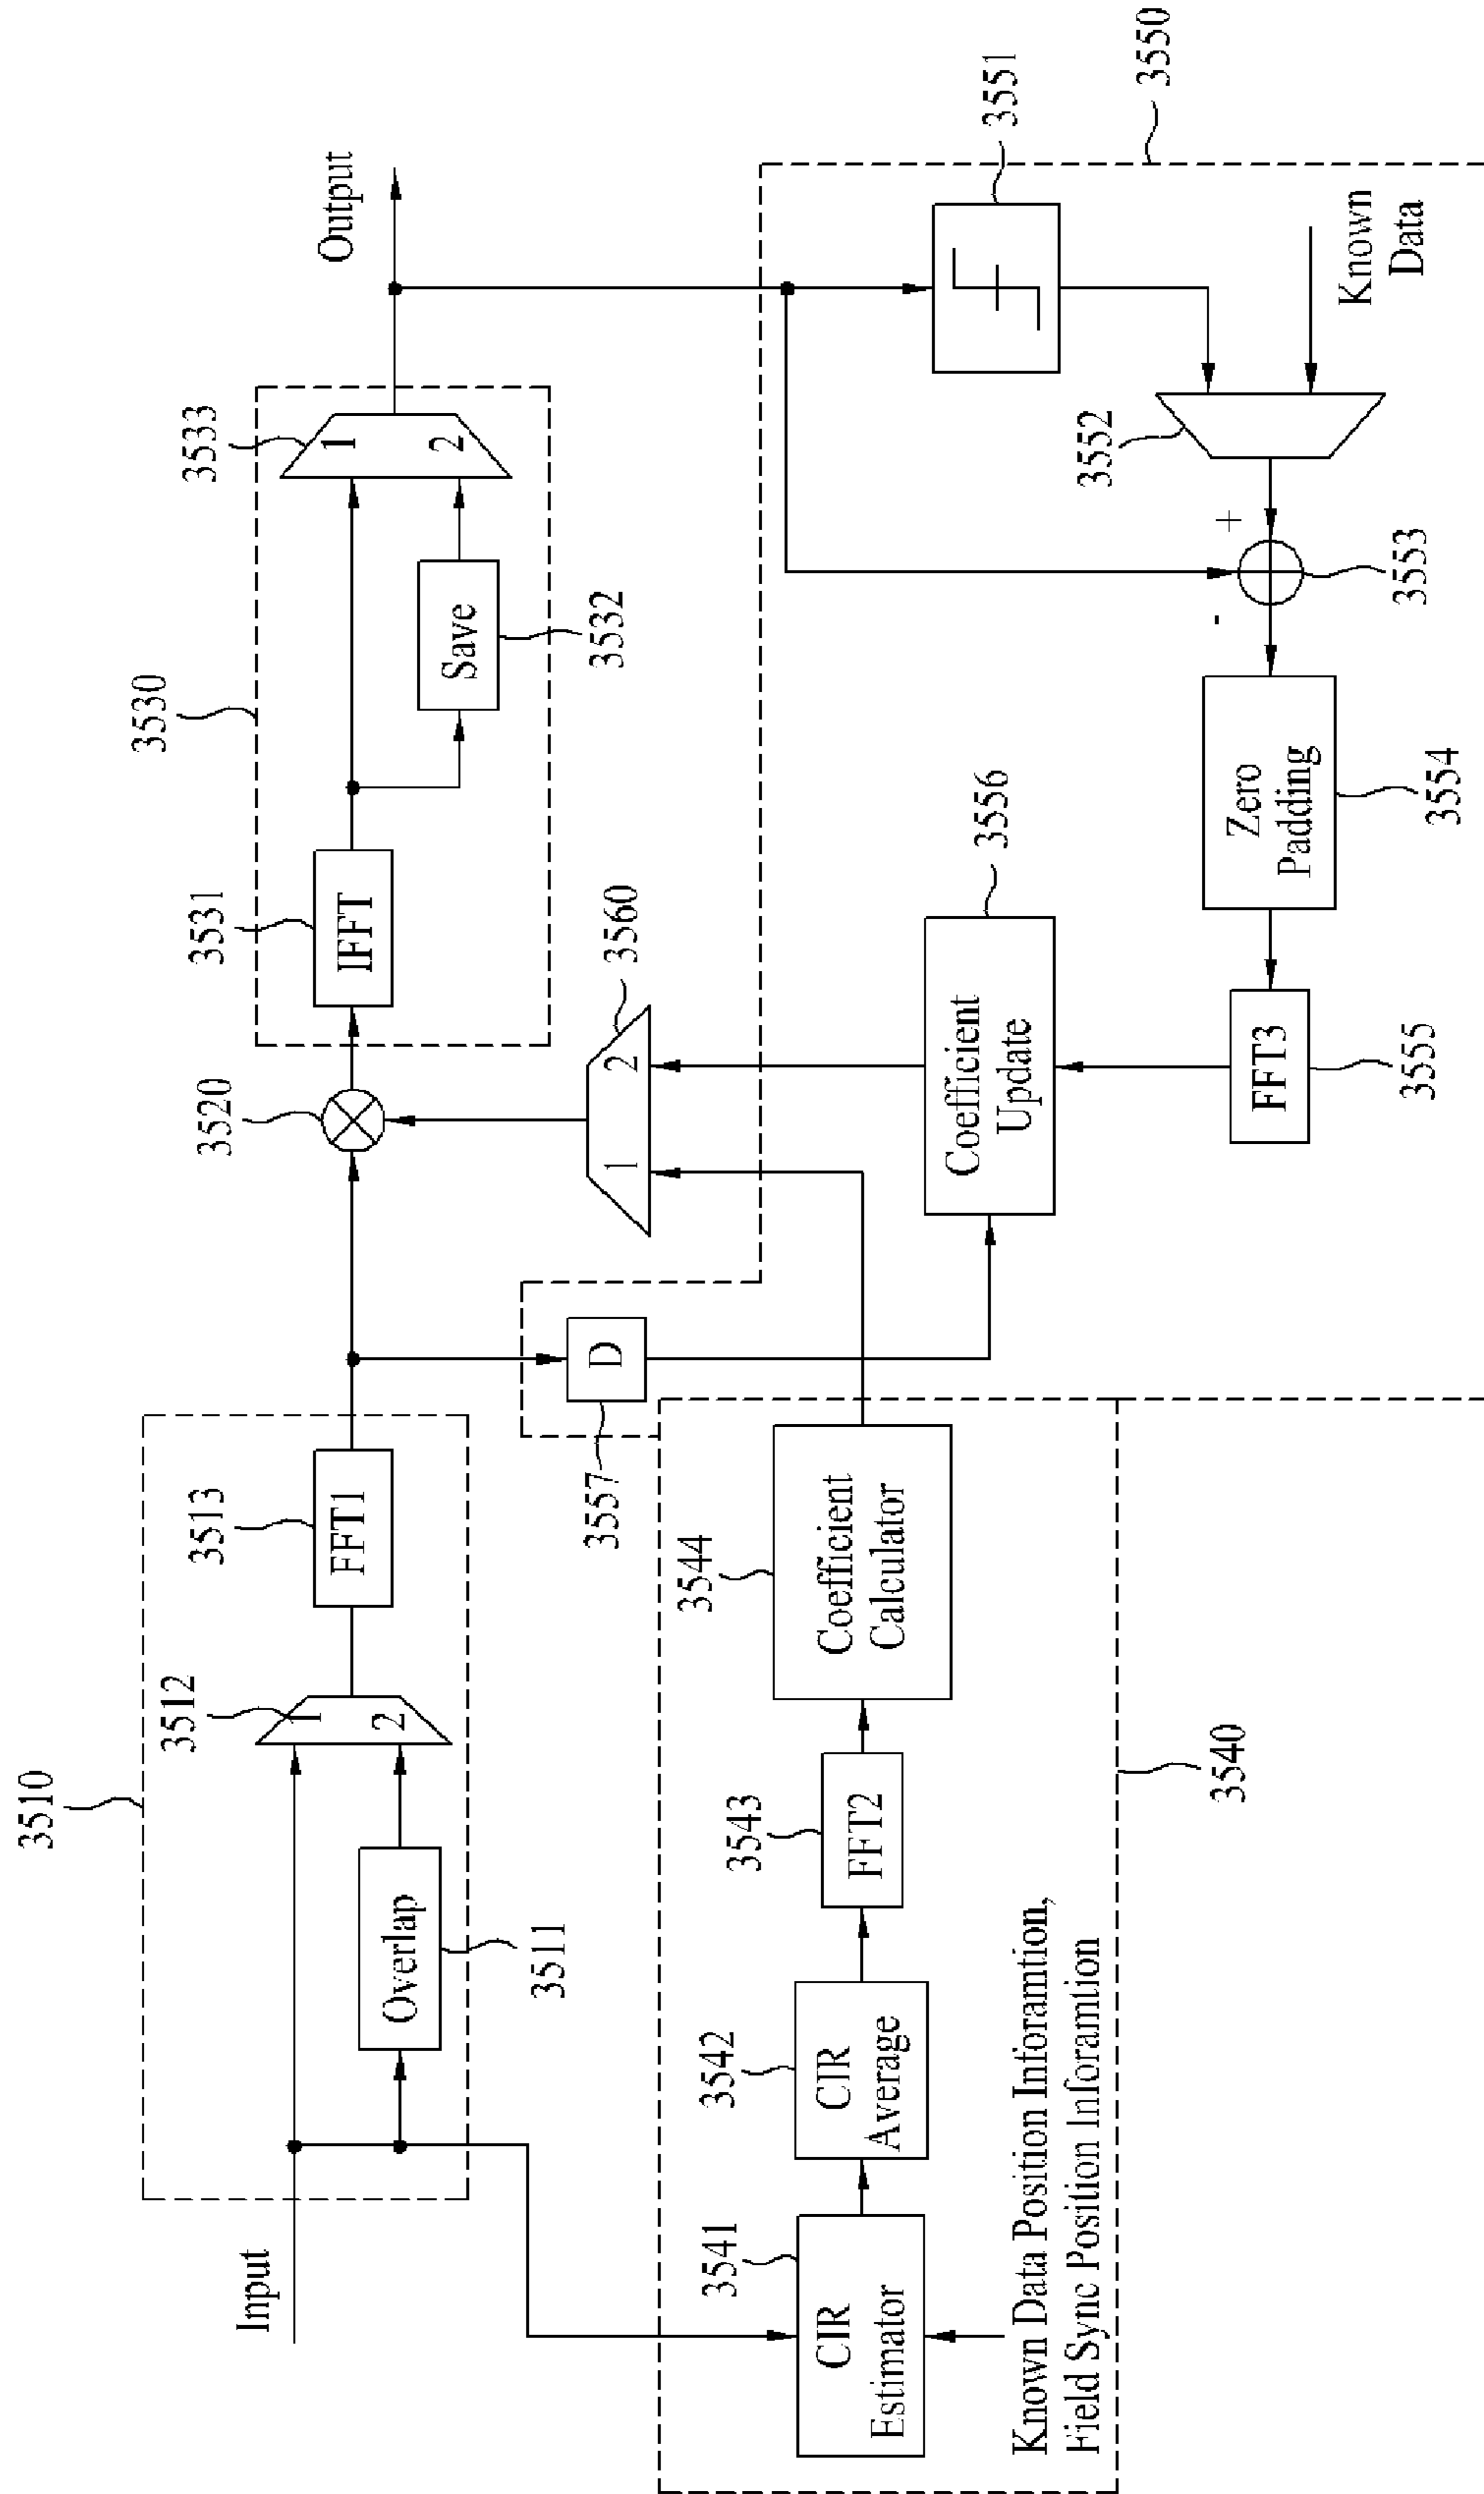 3510
3512
3513
3520
3530
3531
3533
Input
Overlap
3511
1
2
FFT1
IFFT
Save
3532
1
2
Output
D
3557
1
2
3560
3541
CIR
Estimator
3542
CIR
Average
3543
FFT2
3544
Coefficient
Calculator
Known Data Position Inforamtion,
Field Sync Position Inforamtion
3540
Coefficient
Update
3556
3551
3550
3552
Known
Data
+
-
3553
Zero
Padding
3554
FFT3
3555